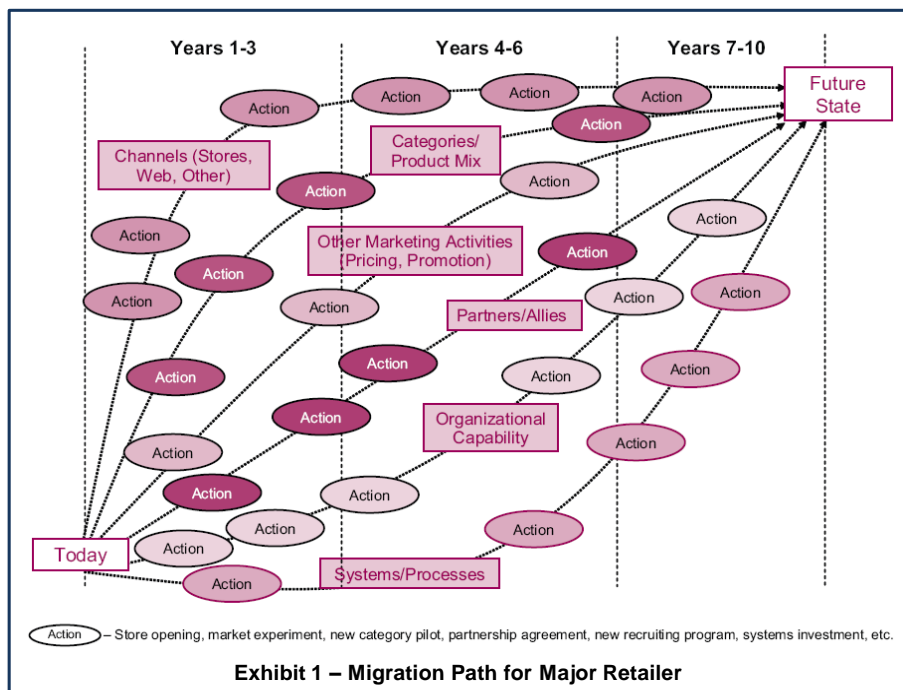 Years 1-3
Years 4-6
Years 7-10
Future
State
Action
Action
Action
Action
Action
Categories/
Product Mix
Channels (Stores,
Web, Other)
Action
Action
Action
Action
Other Marketing Activities
(Pricing, Promotion)
Action
Action
Action
Action
Action
Action
Partners/Allies
Action
Action
Action
Action
Action
Organizational
Capability
Action
Action
Action
Action
Action
Action
Action
Today
Action
Systems/Processes
Action – Store opening, market experiment, new category pilot, partnership agreement, new recruiting program, systems investment, etc.
Exhibit 1 – Migration Path for Major Retailer